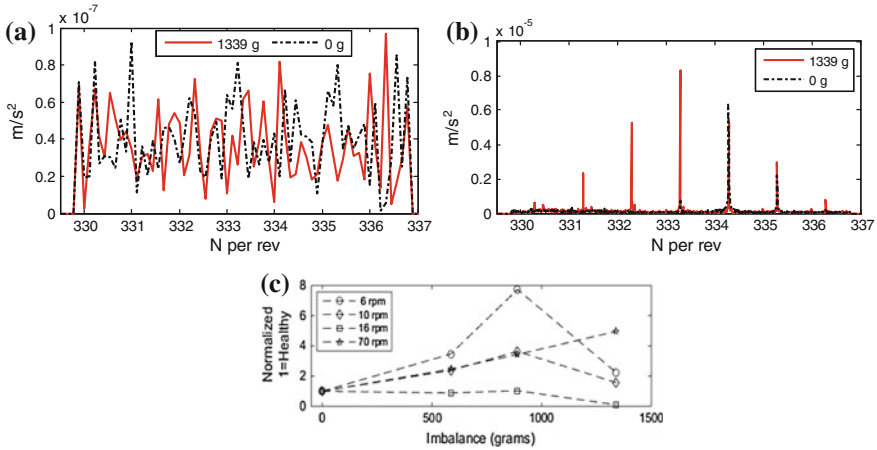 (a)
1 x 10⁻⁷
1339 g 0 g
0.8
0.6
0.4
0.2
0
m/s²
330 331 332 333 334 335 336 337
N per rev
(b)
1 x 10⁻⁵
1339 g
0 g
0.8
0.6
0.4
0.2
0
m/s²
330 331 332 333 334 335 336 337
N per rev
(c)
8
6
4
2
0
Normalized
1=Healthy
6 rpm
10 rpm
16 rpm
70 rpm
0 500 1000 1500
Imbalance (grams)